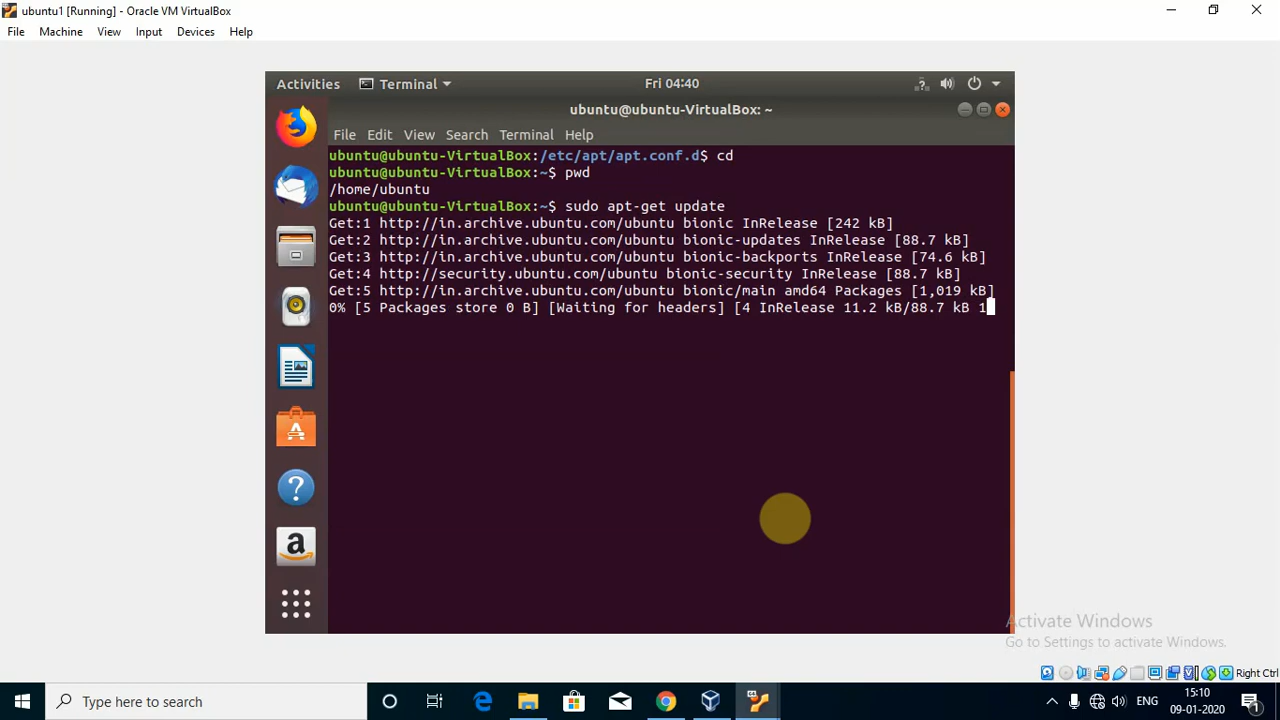 ubuntu1 [Running] - Oracle VM VirtualBox
File Machine View Input Devices Help
Activities Terminal Fri 04:40
ubuntu@ubuntu-VirtualBox: ~
File Edit View Search Terminal Help
ubuntu@ubuntu-VirtualBox:/etc/apt/apt.conf.d$ cd
ubuntu@ubuntu-VirtualBox:~$ pwd
/home/ubuntu
ubuntu@ubuntu-VirtualBox:~$ sudo apt-get update
Get:1 http://in.archive.ubuntu.com/ubuntu bionic InRelease [242 kB]
Get:2 http://in.archive.ubuntu.com/ubuntu bionic-updates InRelease [88.7 kB]
Get:3 http://in.archive.ubuntu.com/ubuntu bionic-backports InRelease [74.6 kB]
Get:4 http://security.ubuntu.com/ubuntu bionic-security InRelease [88.7 kB]
Get:5 http://in.archive.ubuntu.com/ubuntu bionic/main amd64 Packages [1,019 kB]
0% [5 Packages store 0 B] [Waiting for headers] [4 InRelease 11.2 kB/88.7 kB 1
Activate Windows
Go to Settings to activate Windows.
Right Ctrl
Type here to search
ENG
15:10
09-01-2020
1